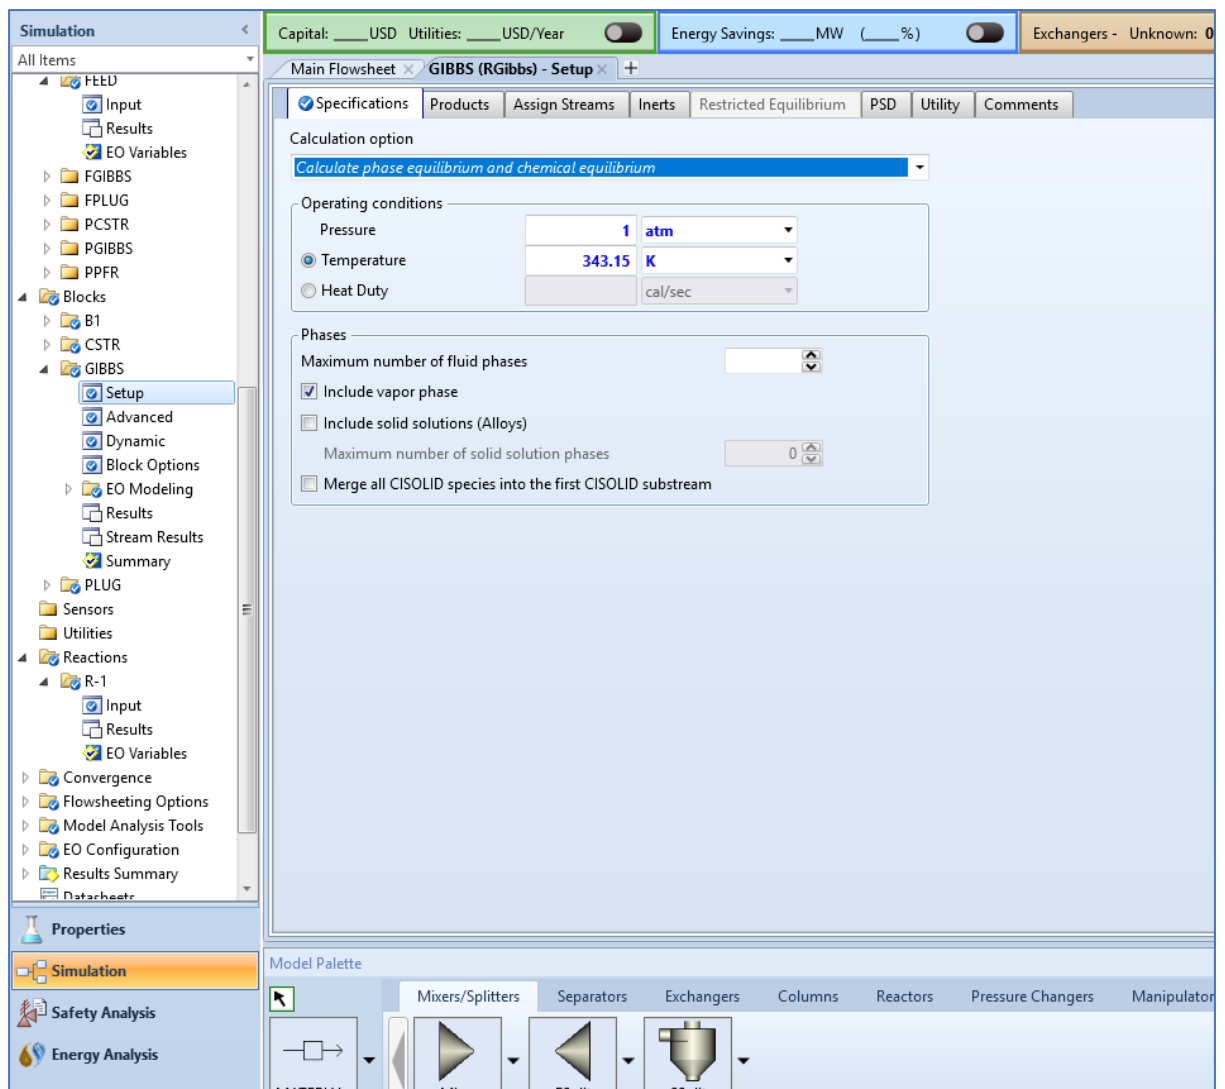 Simulation
All Items
FEED
Input
Results
EO Variables
FGIBBS
FPLUG
PCSTR
PGIBBS
PPFR
Blocks
B1
CSTR
GIBBS
Setup
Advanced
Dynamic
Block Options
EO Modeling
Results
Stream Results
Summary
PLUG
Sensors
Utilities
Reactions
R-1
Input
Results
EO Variables
Convergence
Flowsheeting Options
Model Analysis Tools
EO Configuration
Results Summary
Datasheets
Properties
Simulation
Safety Analysis
Energy Analysis
Capital: ____USD Utilities: ____USD/Year
Energy Savings: ____MW (____%)
Exchangers - Unknown: 0
Main Flowsheet GIBBS (RGibbs) - Setup +
Specifications Products Assign Streams Inerts Restricted Equilibrium PSD Utility Comments
Calculation option
Calculate phase equilibrium and chemical equilibrium
Operating conditions
Pressure 1 atm
Temperature 343.15 K
Heat Duty cal/sec
Phases
Maximum number of fluid phases
Include vapor phase
Include solid solutions (Alloys)
Maximum number of solid solution phases 0
Merge all CISOLID species into the first CISOLID substream
Model Palette
Mixers/Splitters Separators Exchangers Columns Reactors Pressure Changers Manipulator